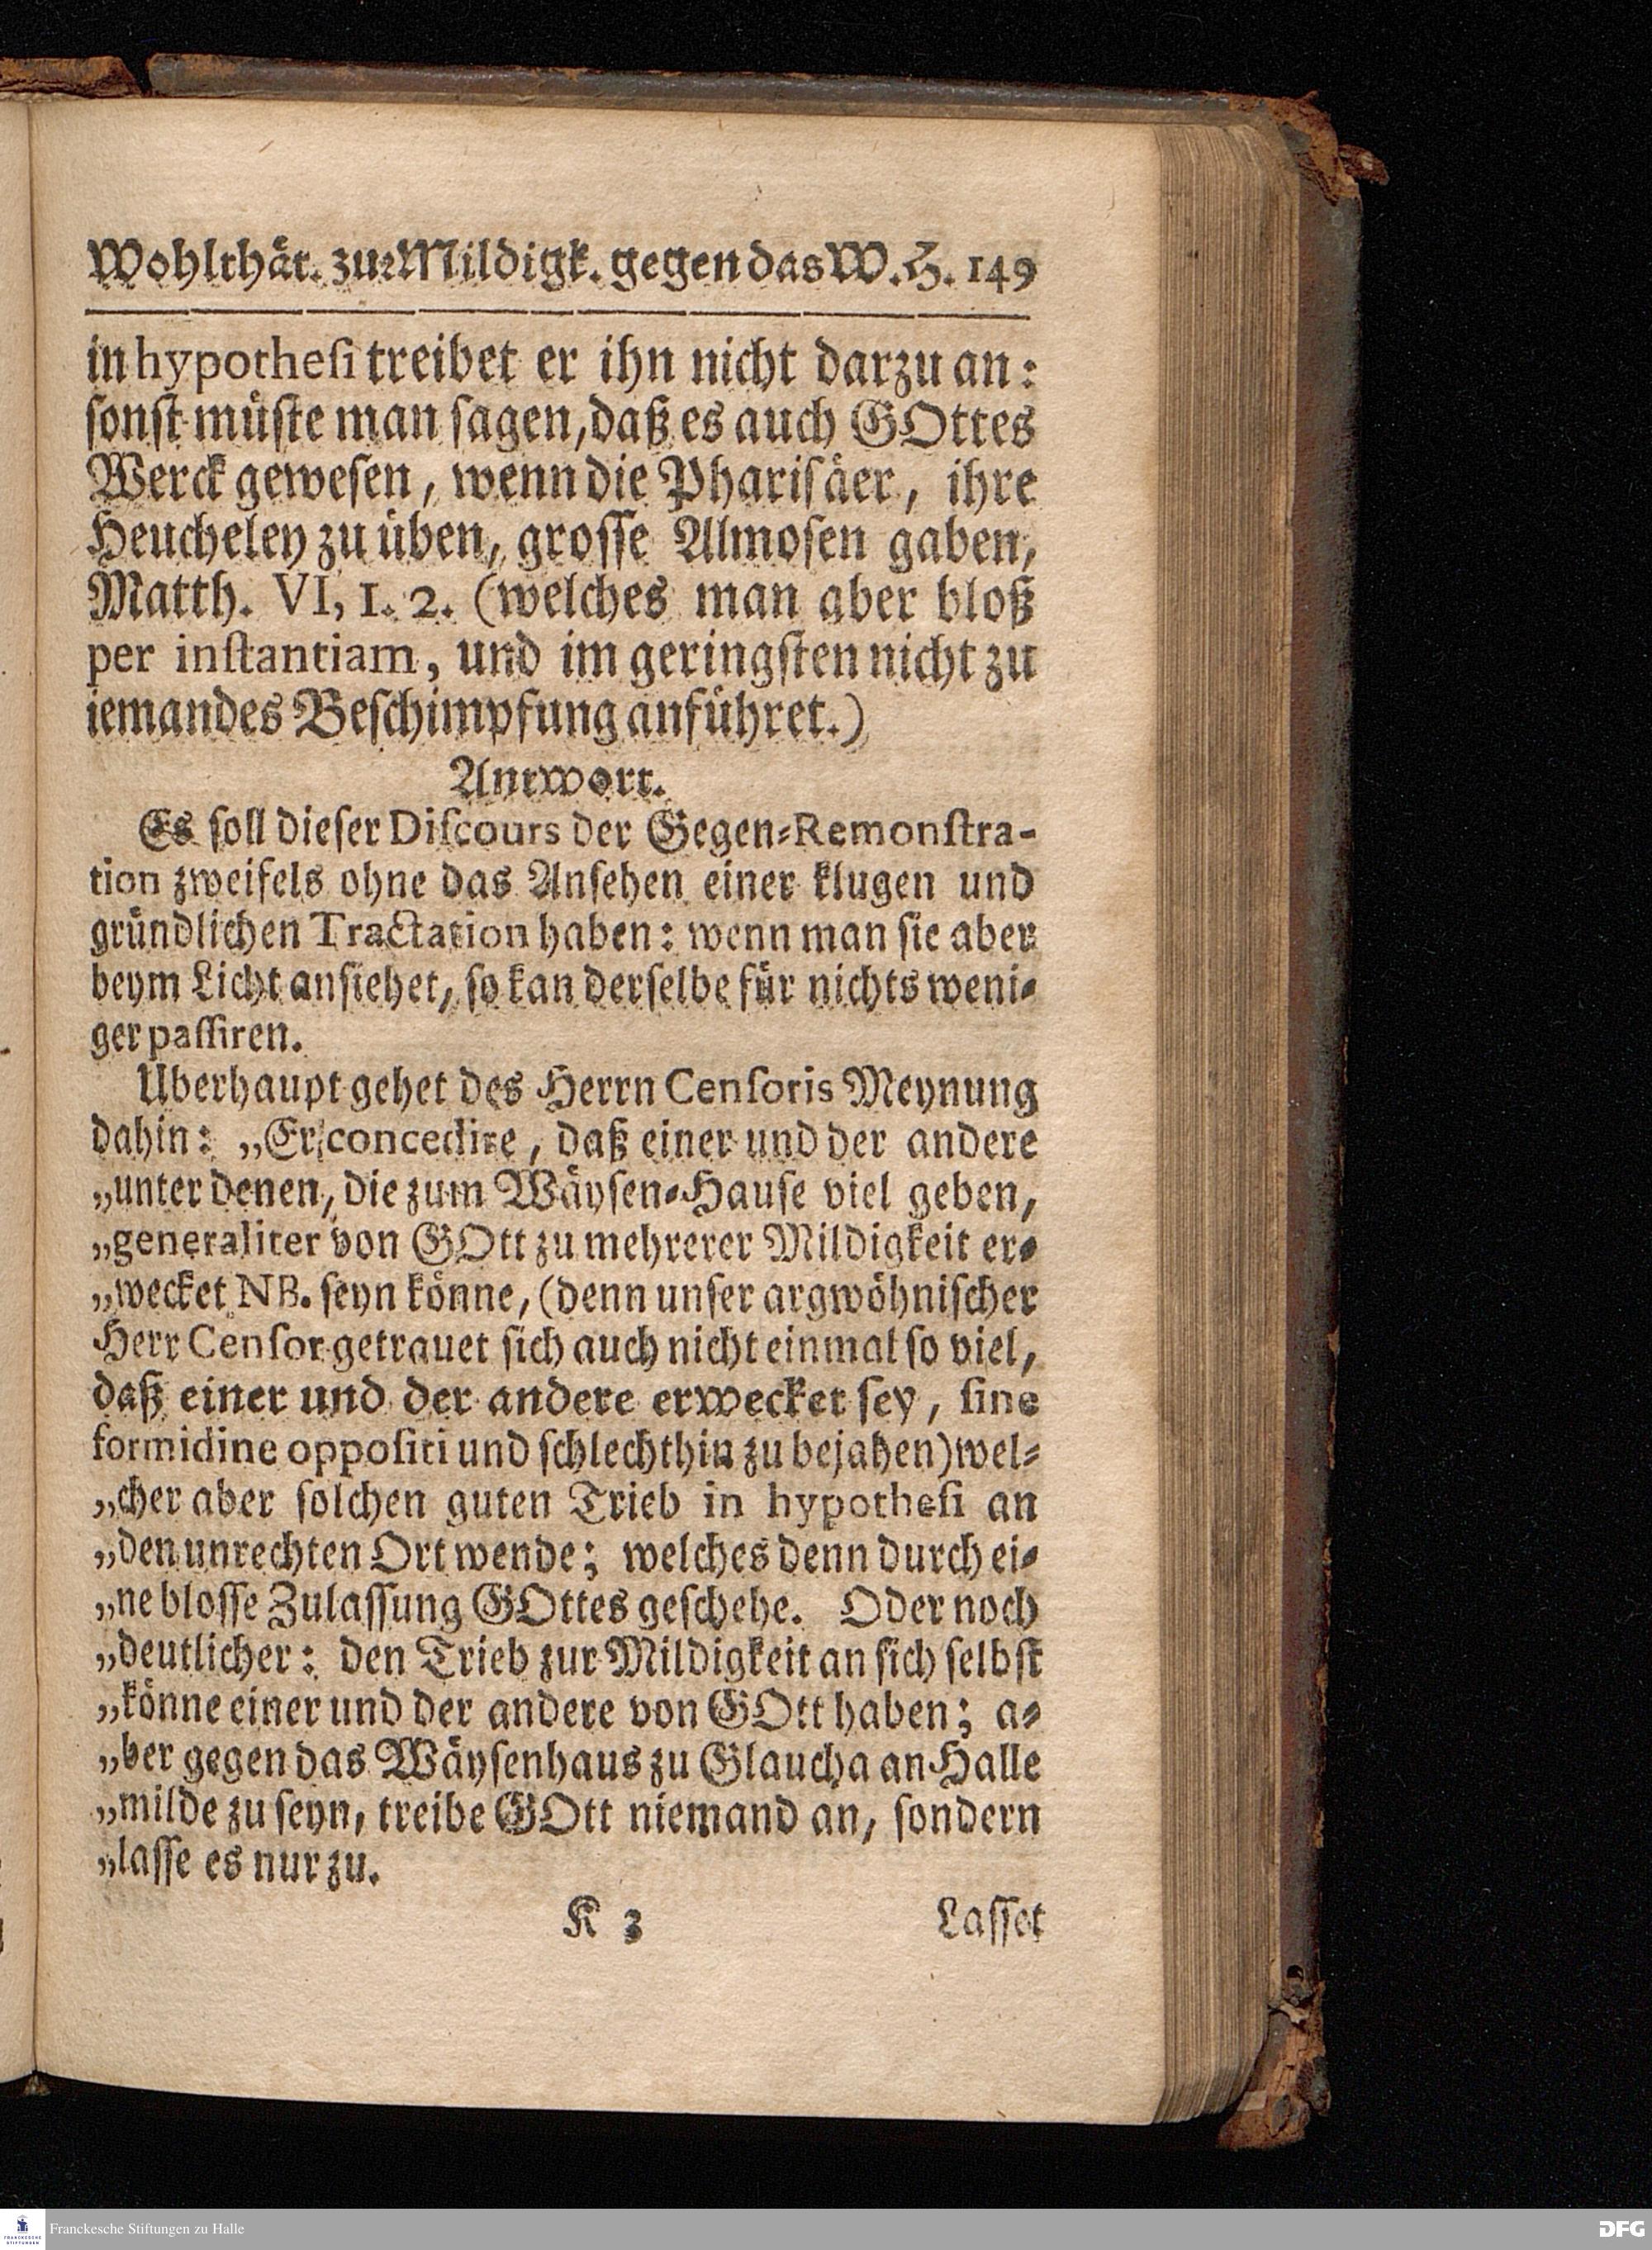 Wohlthät. zur Mildigk. gegen das W. H. 149
in hypothesi treibet er ihn nicht darzu an:
sonst müste man sagen, daß es auch GOttes
Werck gewesen, wenn die Pharisäer, ihre
Heucheley zu üben, grosse Almosen gaben,
Matth. VI, 1. 2. (welches man aber bloß
per instantiam, und im geringsten nicht zu
iemandes Beschimpfung anführet.)
Antwort.
Es soll dieser Discours der Gegen-Remonstra-
tion zweifels ohne das Ansehen einer klugen und
gründlichen Tractation haben: wenn man sie aber
beym Licht ansiehet, so kan derselbe für nichts weni-
ger passiren.
Uberhaupt gehet des Herrn Censoris Meynung
dahin: „Er concedire, daß einer und der andere
„unter denen, die zum Wäysen-Hause viel geben,
„generaliter von GOtt zu mehrerer Mildigkeit er-
„wecket NB. seyn könne, (denn unser argwöhnischer
Herr Censor getrauet sich auch nicht einmal so viel,
daß einer und der andere erwecket sey, sine
formidine oppositi und schlechthin zu bejahen) wel-
„cher aber solchen guten Trieb in hypothesi an
„den unrechten Ort wende; welches denn durch ei-
„ne blosse Zulassung GOttes geschehe. Oder noch
„deutlicher: den Trieb zur Mildigkeit an sich selbst
„könne einer und der andere von GOtt haben; a-
„ber gegen das Wäysenhaus zu Glaucha an Halle
„milde zu seyn, treibe GOtt niemand an, sondern
„lasse es nur zu.
K 3 Lasset
FRANCKESCHE STIFTUNGEN
Franckesche Stiftungen zu Halle
DFG